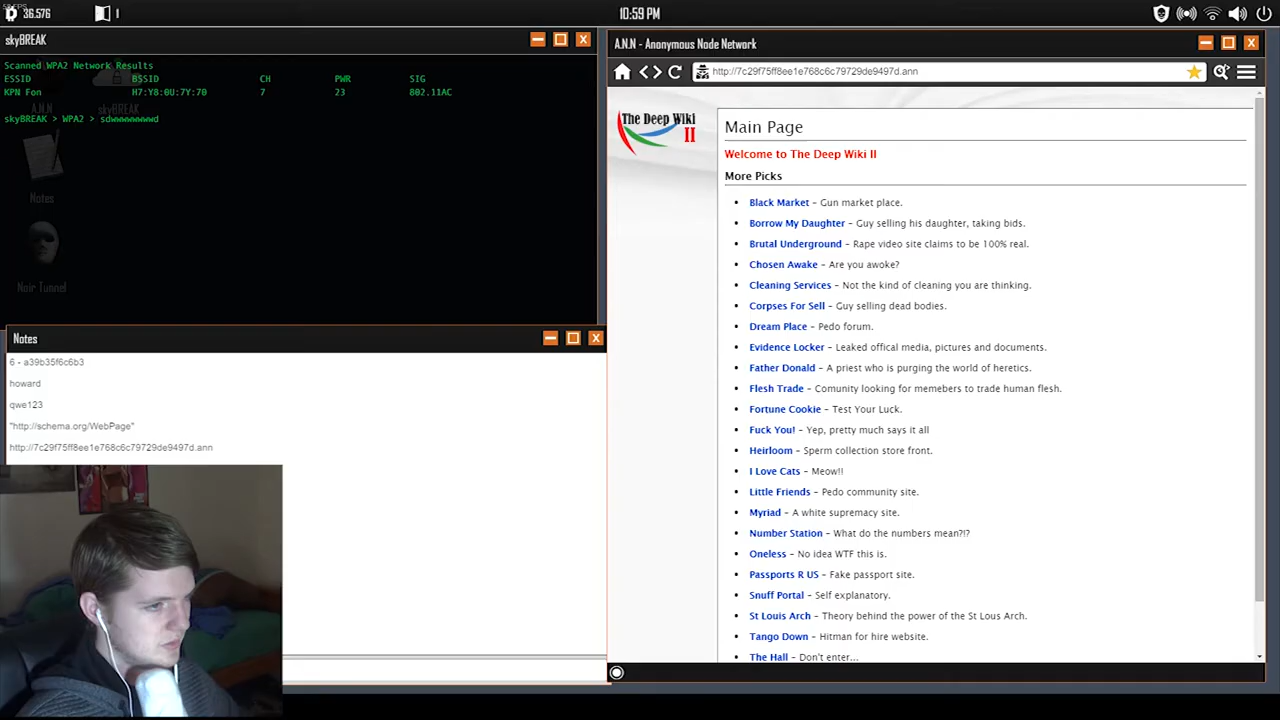 36.576
1
10:59 PM
skyBREAK
Scanned WPA2 Network Results
ESSID BSSID CH PWR SIG
KPN Fon H7:Y8:0U:7Y:70 7 23 802.11AC
A.N.N
skyBREAK
skyBREAK > WPA2 > sdwwwwwwwd
Notes
Noir Tunnel
Notes
6 - a39b35f6c6b3
howard
qwe123
"http://schema.org/WebPage"
http://7c29f75ff8ee1e768c6c79729de9497d.ann
A.N.N - Anonymous Node Network
http://7c29f75ff8ee1e768c6c79729de9497d.ann
The Deep Wiki
II
Main Page
Welcome to The Deep Wiki II
More Picks
Black Market - Gun market place.
Borrow My Daughter - Guy selling his daughter, taking bids.
Brutal Underground - Rape video site claims to be 100% real.
Chosen Awake - Are you awoke?
Cleaning Services - Not the kind of cleaning you are thinking.
Corpses For Sell - Guy selling dead bodies.
Dream Place - Pedo forum.
Evidence Locker - Leaked offical media, pictures and documents.
Father Donald - A priest who is purging the world of heretics.
Flesh Trade - Comunity looking for memebers to trade human flesh.
Fortune Cookie - Test Your Luck.
Fuck You! - Yep, pretty much says it all
Heirloom - Sperm collection store front.
I Love Cats - Meow!!
Little Friends - Pedo community site.
Myriad - A white supremacy site.
Number Station - What do the numbers mean?!?
Oneless - No idea WTF this is.
Passports R US - Fake passport site.
Snuff Portal - Self explanatory.
St Louis Arch - Theory behind the power of the St Lous Arch.
Tango Down - Hitman for hire website.
The Hall - Don't enter...